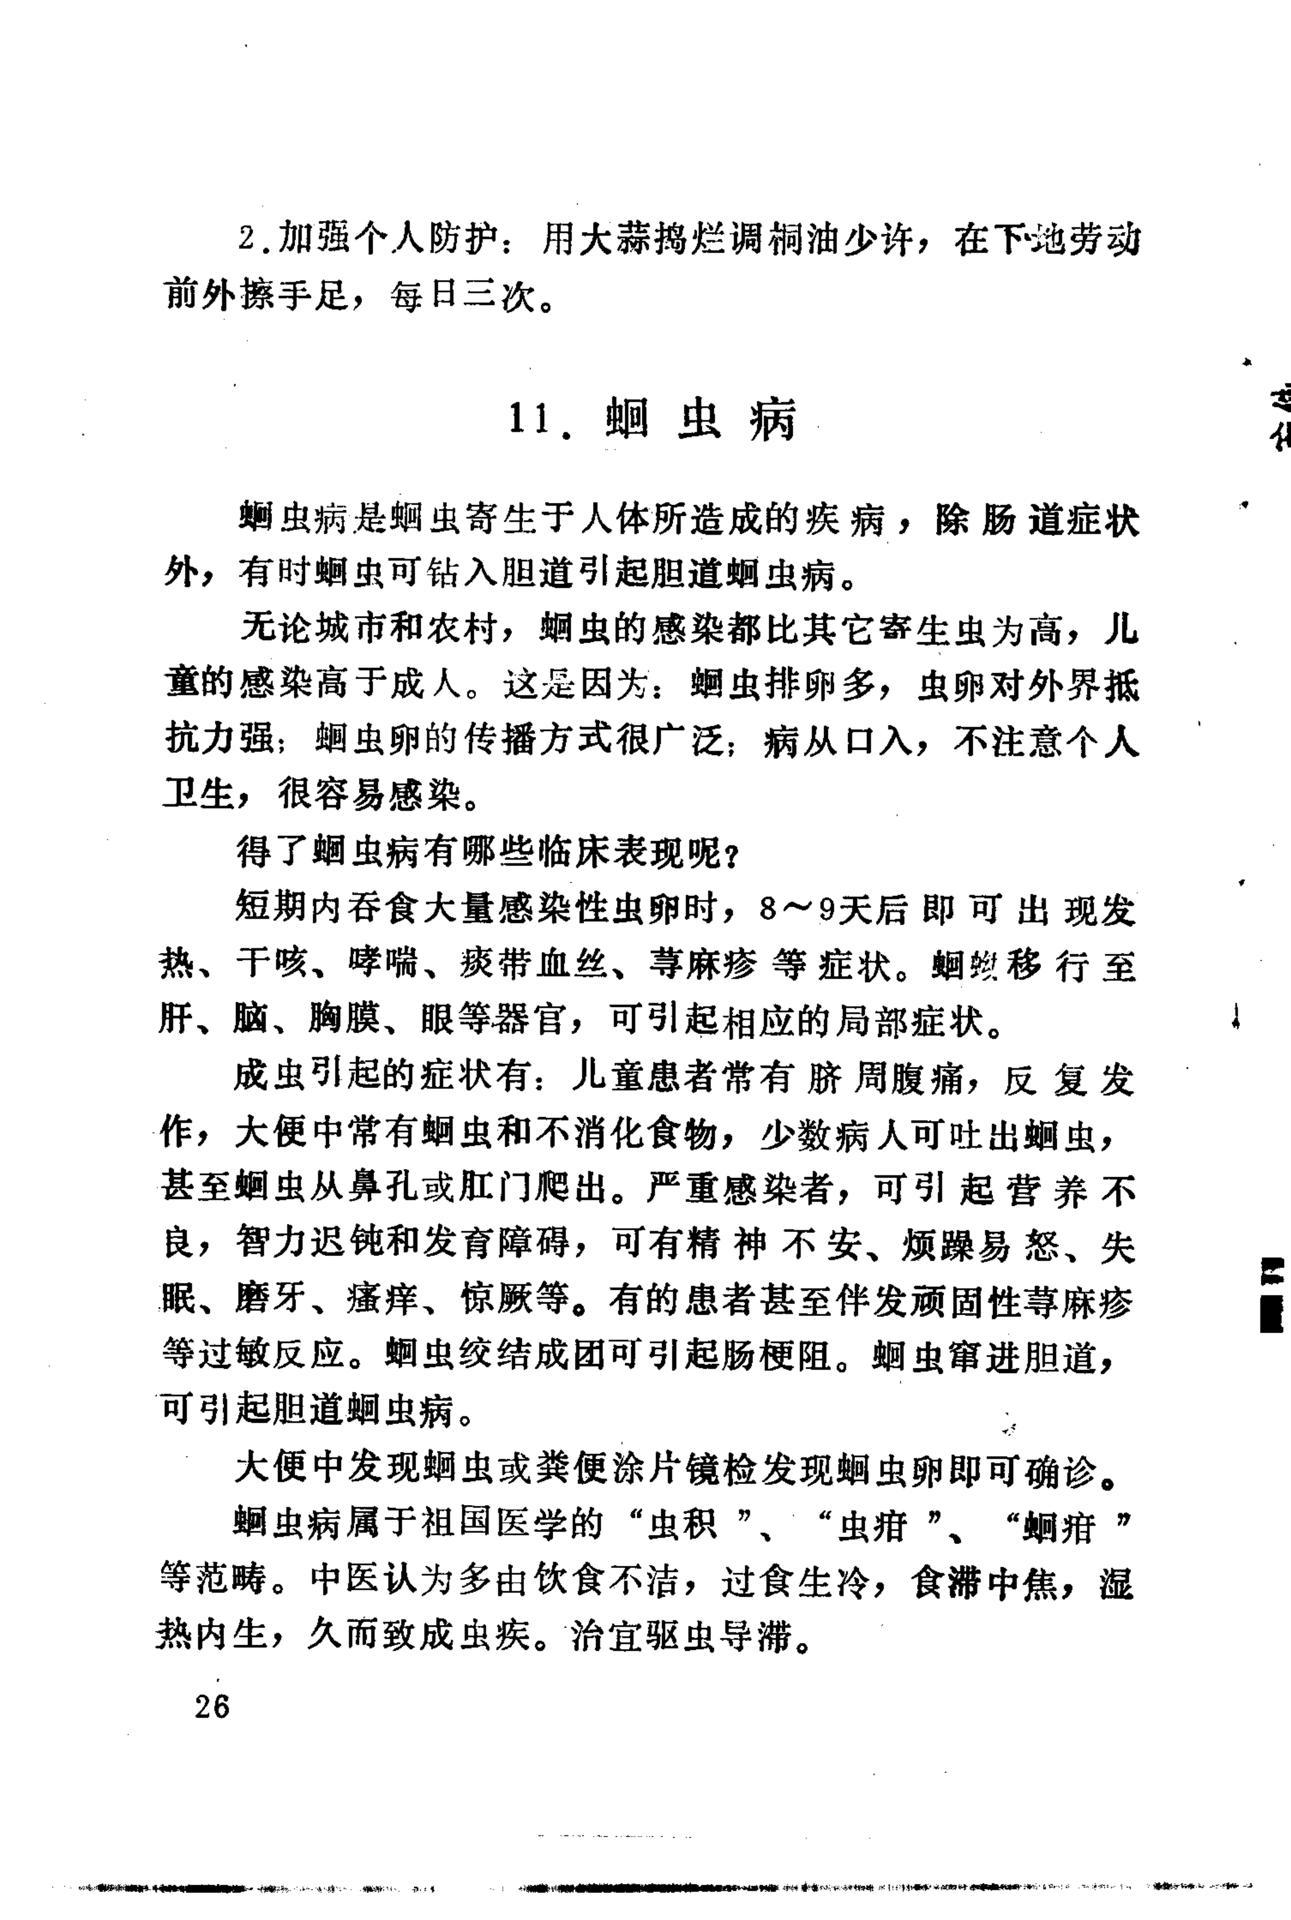 2.加强个人防护：用大蒜捣烂调桐油少许，在下地劳动
前外擦手足，每日三次。
11.蛔虫病
蛔虫病是蛔虫寄生于人体所造成的疾病，除肠道症状
外，有时蛔虫可钻入胆道引起胆道蛔虫病。
无论城市和农村，蛔虫的感染都比其它寄生虫为高，儿
童的感染高于成人。这是因为：蛔虫排卵多，虫卵对外界抵
抗力强；蛔虫卵的传播方式很广泛；病从口入，不注意个人
卫生，很容易感染。
得了蛔虫病有哪些临床表现呢？
短期内吞食大量感染性虫卵时，8～9天后即可出现发
热、干咳、哮喘、痰带血丝、荨麻疹等症状。蛔蚴移行至
肝、脑、胸膜、眼等器官，可引起相应的局部症状。
成虫引起的症状有：儿童患者常有脐周腹痛，反复发
作，大便中常有蛔虫和不消化食物，少数病人可吐出蛔虫，
甚至蛔虫从鼻孔或肛门爬出。严重感染者，可引起营养不
良，智力迟钝和发育障碍，可有精神不安、烦躁易怒、失
眠、磨牙、瘙痒、惊厥等。有的患者甚至伴发顽固性荨麻疹
等过敏反应。蛔虫绞结成团可引起肠梗阻。蛔虫窜进胆道，
可引起胆道蛔虫病。
大便中发现蛔虫或粪便涂片镜检发现蛔虫卵即可确诊。
蛔虫病属于祖国医学的“虫积”、“虫疳”、“蛔疳”
等范畴。中医认为多由饮食不洁，过食生冷，食滞中焦，湿
热内生，久而致成虫疾。治宜驱虫导滞。
26